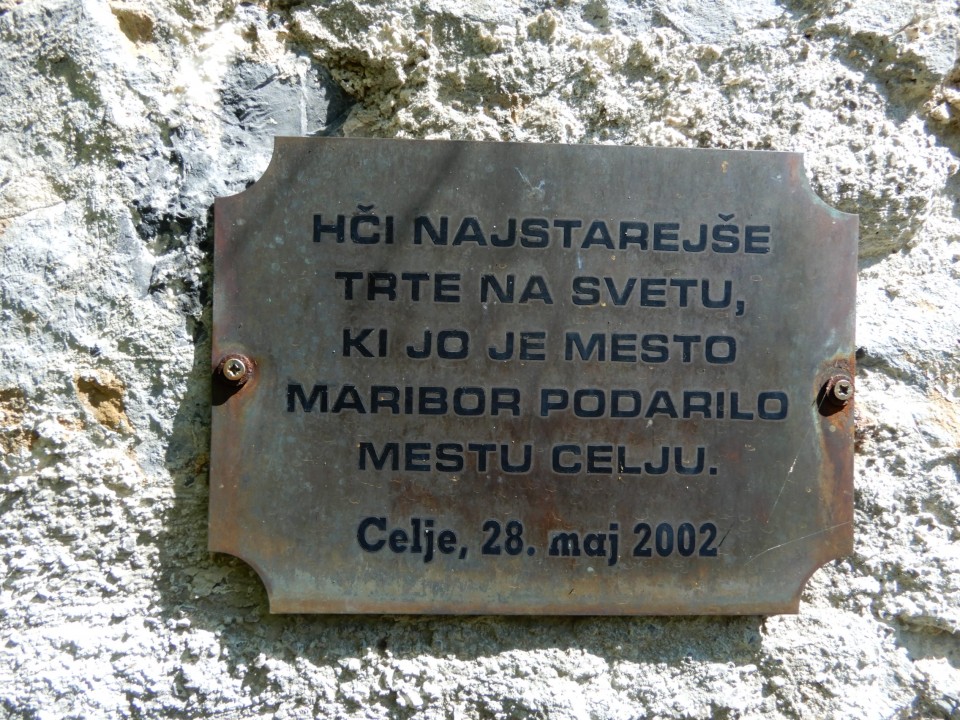 HČI NAJSTAREJŠE
TRTE NA SVETU,
KI JO JE MESTO
MARIBOR PODARILO
MESTU CELJU.
Celje, 28. maj 2002